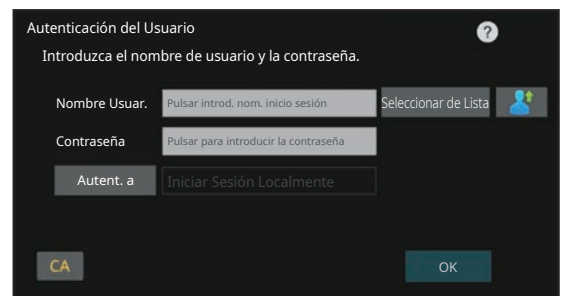 Autenticación del Usuario
?
Introduzca el nombre de usuario y la contraseña.
Nombre Usuar.
Pulsar introd. nom. inicio sesión
Seleccionar de Lista
Contraseña
Pulsar para introducir la contraseña
Autent. a
Iniciar Sesión Localmente
CA
OK